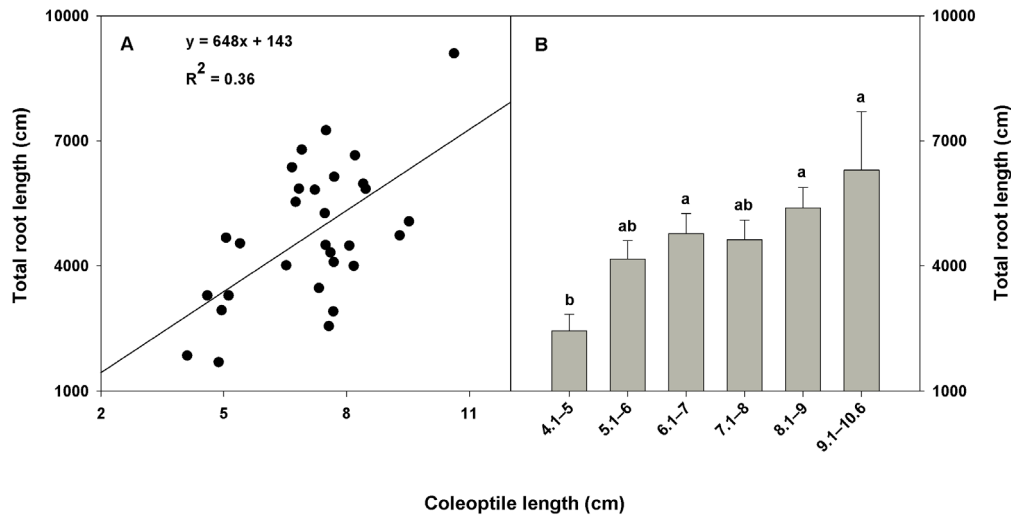 A
y = 648x + 143
R2 = 0.36
Total root length (cm)
10000
7000
4000
1000
2
5
8
11
B
b
ab
a
ab
a
a
4.1–5
5.1–6
6.1–7
7.1–8
8.1–9
9.1–10.6
10000
7000
4000
1000
Total root length (cm)
Coleoptile length (cm)